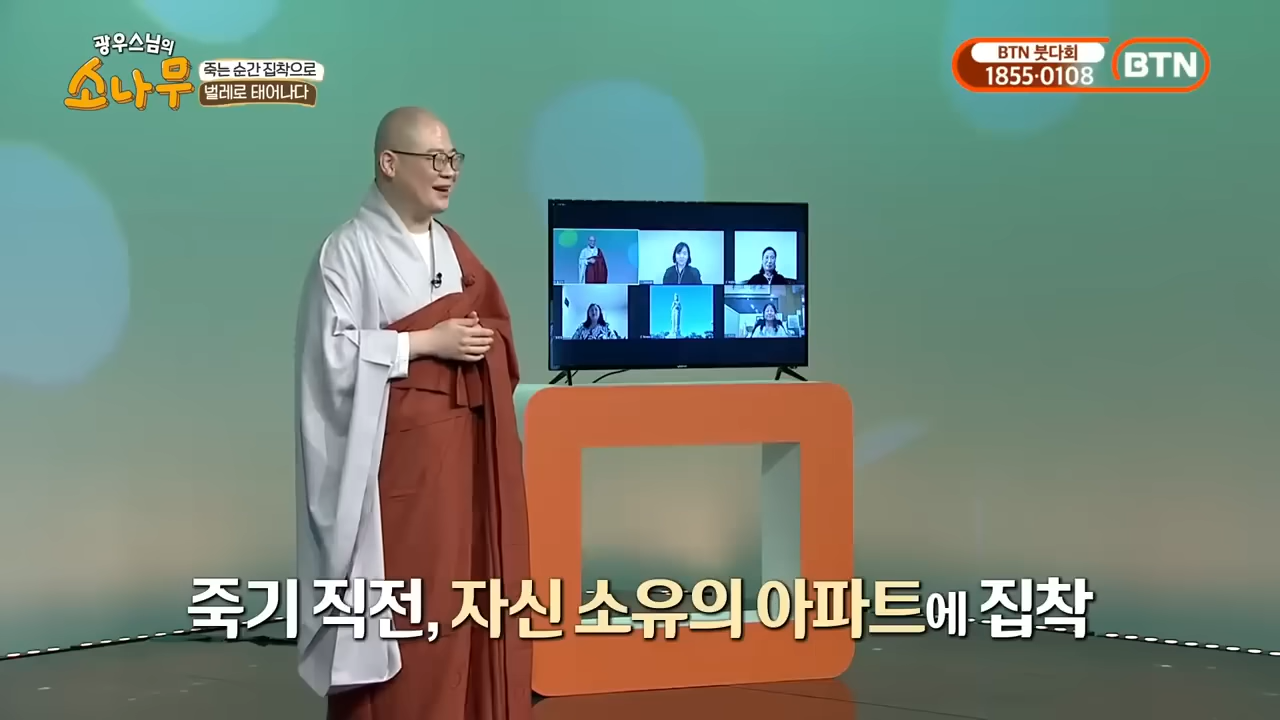 광우스님의
소나무
죽는 순간 집착으로
벌레로 태어나다
BTN 붓다회
1855·0108
BTN
죽기 직전, 자신 소유의 아파트에 집착